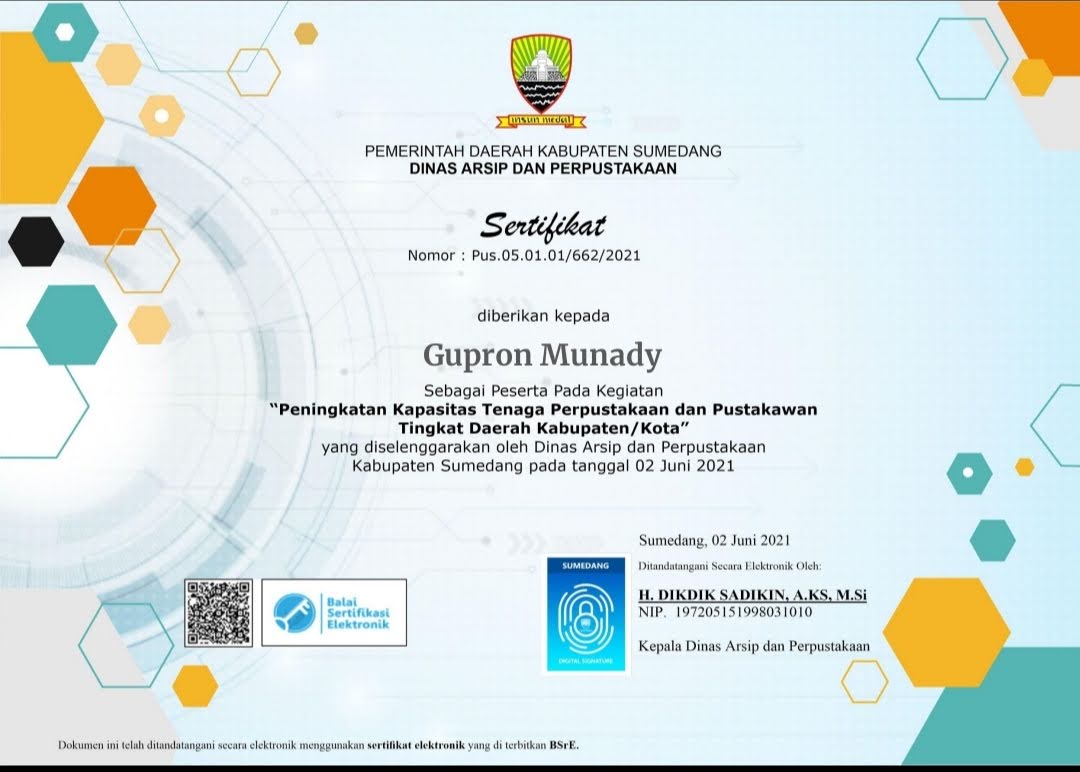 insun medal
PEMERINTAH DAERAH KABUPATEN SUMEDANG
DINAS ARSIP DAN PERPUSTAKAAN
Sertifikat
Nomor : Pus.05.01.01/662/2021
diberikan kepada
Gupron Munady
Sebagai Peserta Pada Kegiatan
“Peningkatan Kapasitas Tenaga Perpustakaan dan Pustakawan
Tingkat Daerah Kabupaten/Kota”
yang diselenggarakan oleh Dinas Arsip dan Perpustakaan
Kabupaten Sumedang pada tanggal 02 Juni 2021
Sumedang, 02 Juni 2021
Ditandatangani Secara Elektronik Oleh:
H. DIKDIK SADIKIN, A.KS, M.Si
NIP. 197205151998031010
Kepala Dinas Arsip dan Perpustakaan
SUMEDANG
DIGITAL SIGNATURE
Balai
Sertifikasi
Elektronik
Dokumen ini telah ditandatangani secara elektronik menggunakan sertifikat elektronik yang di terbitkan BSrE.